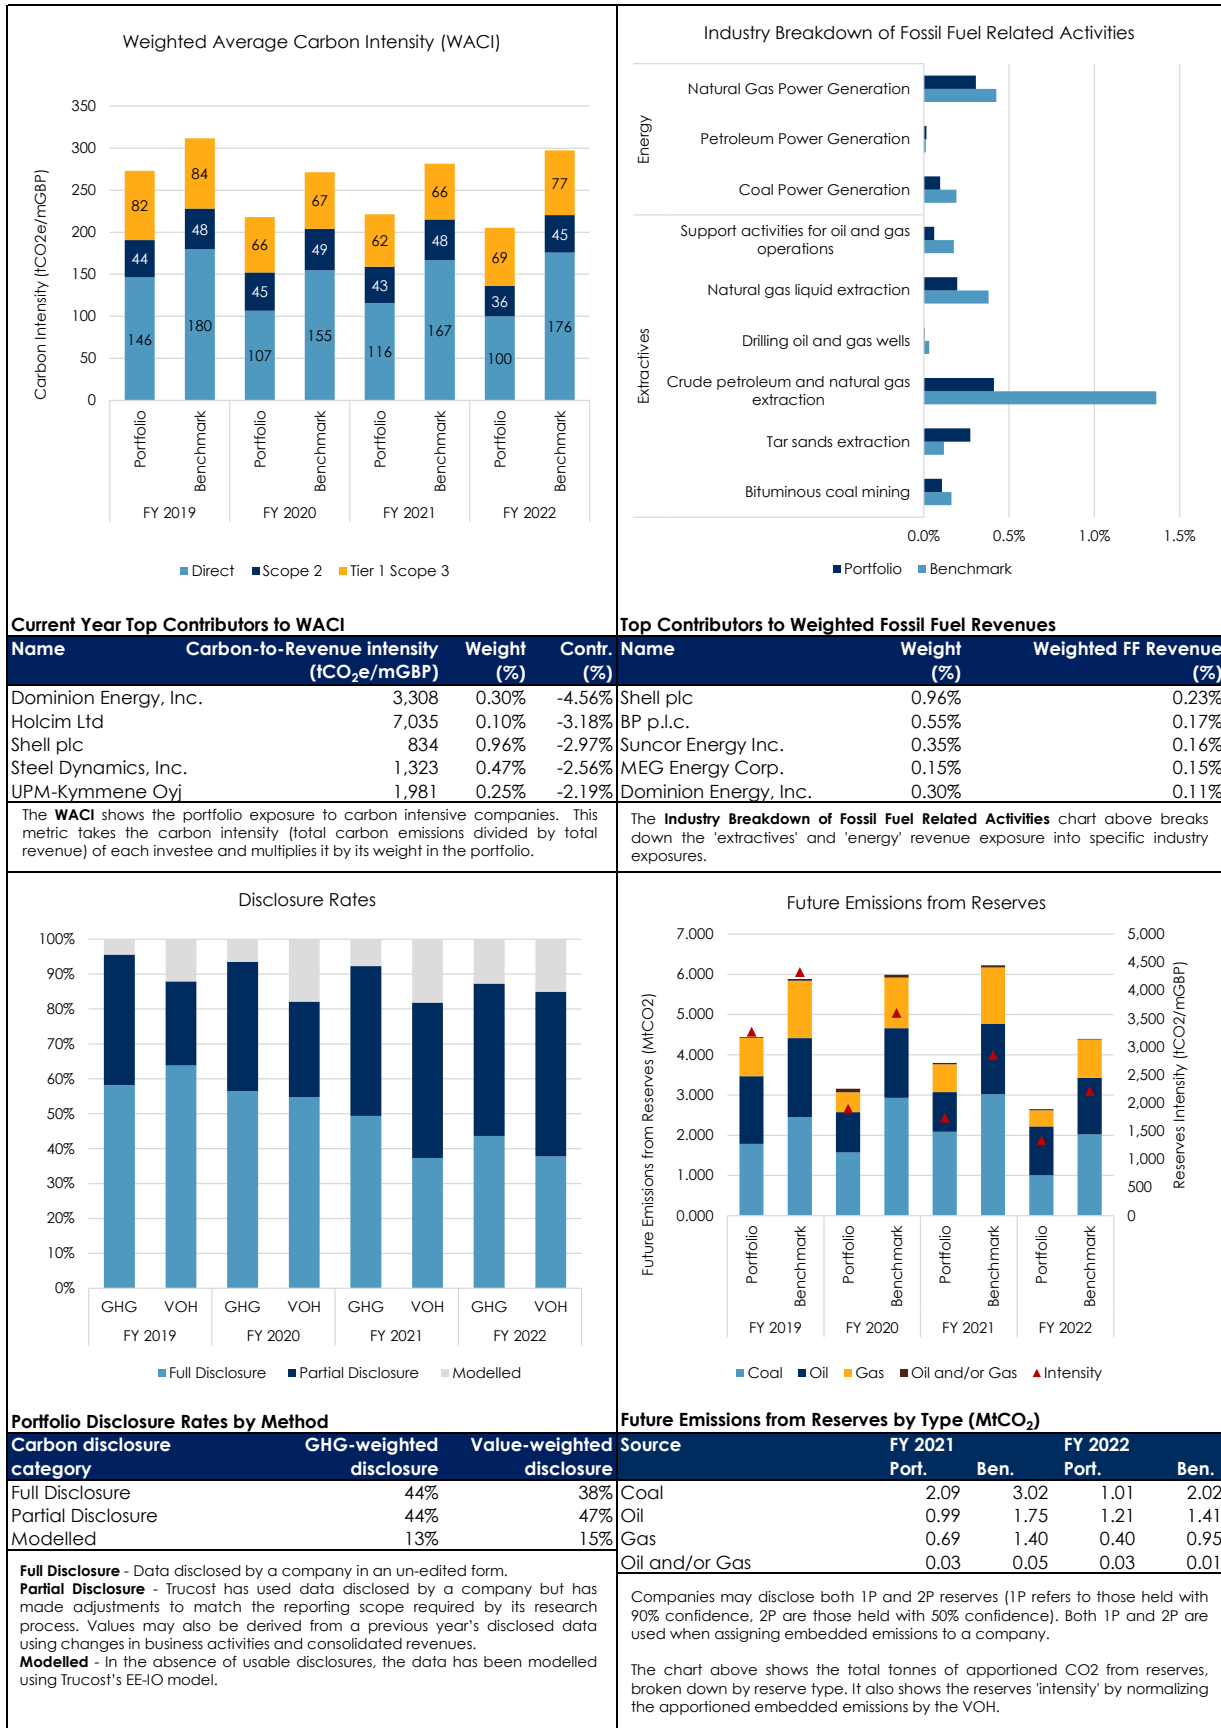 Weighted Average Carbon Intensity (WACI)
Carbon Intensity (tCO2e/mGBP)
350
300
250
200
150
100
50
0
82
44
146
84
48
180
66
45
107
67
49
155
62
43
116
66
48
167
69
36
100
77
45
176
Portfolio
Benchmark
Portfolio
Benchmark
Portfolio
Benchmark
Portfolio
Benchmark
FY 2019
FY 2020
FY 2021
FY 2022
Direct
Scope 2
Tier 1 Scope 3
Industry Breakdown of Fossil Fuel Related Activities
Energy
Natural Gas Power Generation
Petroleum Power Generation
Coal Power Generation
Extractives
Support activities for oil and gas
operations
Natural gas liquid extraction
Drilling oil and gas wells
Crude petroleum and natural gas
extraction
Tar sands extraction
Bituminous coal mining
0.0%
0.5%
1.0%
1.5%
Portfolio
Benchmark
Current Year Top Contributors to WACI
Name Carbon-to-Revenue intensity Weight Contr.
(tCO2e/mGBP) (%) (%)
Dominion Energy, Inc. 3,308 0.30% -4.56%
Holcim Ltd 7,035 0.10% -3.18%
Shell plc 834 0.96% -2.97%
Steel Dynamics, Inc. 1,323 0.47% -2.56%
UPM-Kymmene Oyj 1,981 0.25% -2.19%
The WACI shows the portfolio exposure to carbon intensive companies. This
metric takes the carbon intensity (total carbon emissions divided by total
revenue) of each investee and multiplies it by its weight in the portfolio.
Top Contributors to Weighted Fossil Fuel Revenues
Name Weight Weighted FF Revenue
(%) (%)
Shell plc 0.96% 0.23%
BP p.l.c. 0.55% 0.17%
Suncor Energy Inc. 0.35% 0.16%
MEG Energy Corp. 0.15% 0.15%
Dominion Energy, Inc. 0.30% 0.11%
The Industry Breakdown of Fossil Fuel Related Activities chart above breaks
down the 'extractives' and 'energy' revenue exposure into specific industry
exposures.
Disclosure Rates
100%
90%
80%
70%
60%
50%
40%
30%
20%
10%
0%
GHG
VOH
GHG
VOH
GHG
VOH
GHG
VOH
FY 2019
FY 2020
FY 2021
FY 2022
Full Disclosure
Partial Disclosure
Modelled
Future Emissions from Reserves
Future Emissions from Reserves (MtCO2)
7.000
6.000
5.000
4.000
3.000
2.000
1.000
0.000
5,000
4,500
4,000
3,500
3,000
2,500
2,000
1,500
1,000
500
0
Reserves Intensity (tCO2/mGBP)
Portfolio
Benchmark
Portfolio
Benchmark
Portfolio
Benchmark
Portfolio
Benchmark
FY 2019
FY 2020
FY 2021
FY 2022
Coal
Oil
Gas
Oil and/or Gas
Intensity
Portfolio Disclosure Rates by Method
Carbon disclosure GHG-weighted Value-weighted
category disclosure disclosure
Full Disclosure 44% 38%
Partial Disclosure 44% 47%
Modelled 13% 15%
Full Disclosure - Data disclosed by a company in an un-edited form.
Partial Disclosure - Trucost has used data disclosed by a company but has
made adjustments to match the reporting scope required by its research
process. Values may also be derived from a previous year's disclosed data
using changes in business activities and consolidated revenues.
Modelled - In the absence of usable disclosures, the data has been modelled
using Trucost's EE-IO model.
Future Emissions from Reserves by Type (MtCO2)
Source FY 2021 FY 2022
Port. Ben. Port. Ben.
Coal 2.09 3.02 1.01 2.02
Oil 0.99 1.75 1.21 1.41
Gas 0.69 1.40 0.40 0.95
Oil and/or Gas 0.03 0.05 0.03 0.01
Companies may disclose both 1P and 2P reserves (1P refers to those held with
90% confidence, 2P are those held with 50% confidence). Both 1P and 2P are
used when assigning embedded emissions to a company.
The chart above shows the total tonnes of apportioned CO2 from reserves,
broken down by reserve type. It also shows the reserves 'intensity' by normalizing
the apportioned embedded emissions by the VOH.